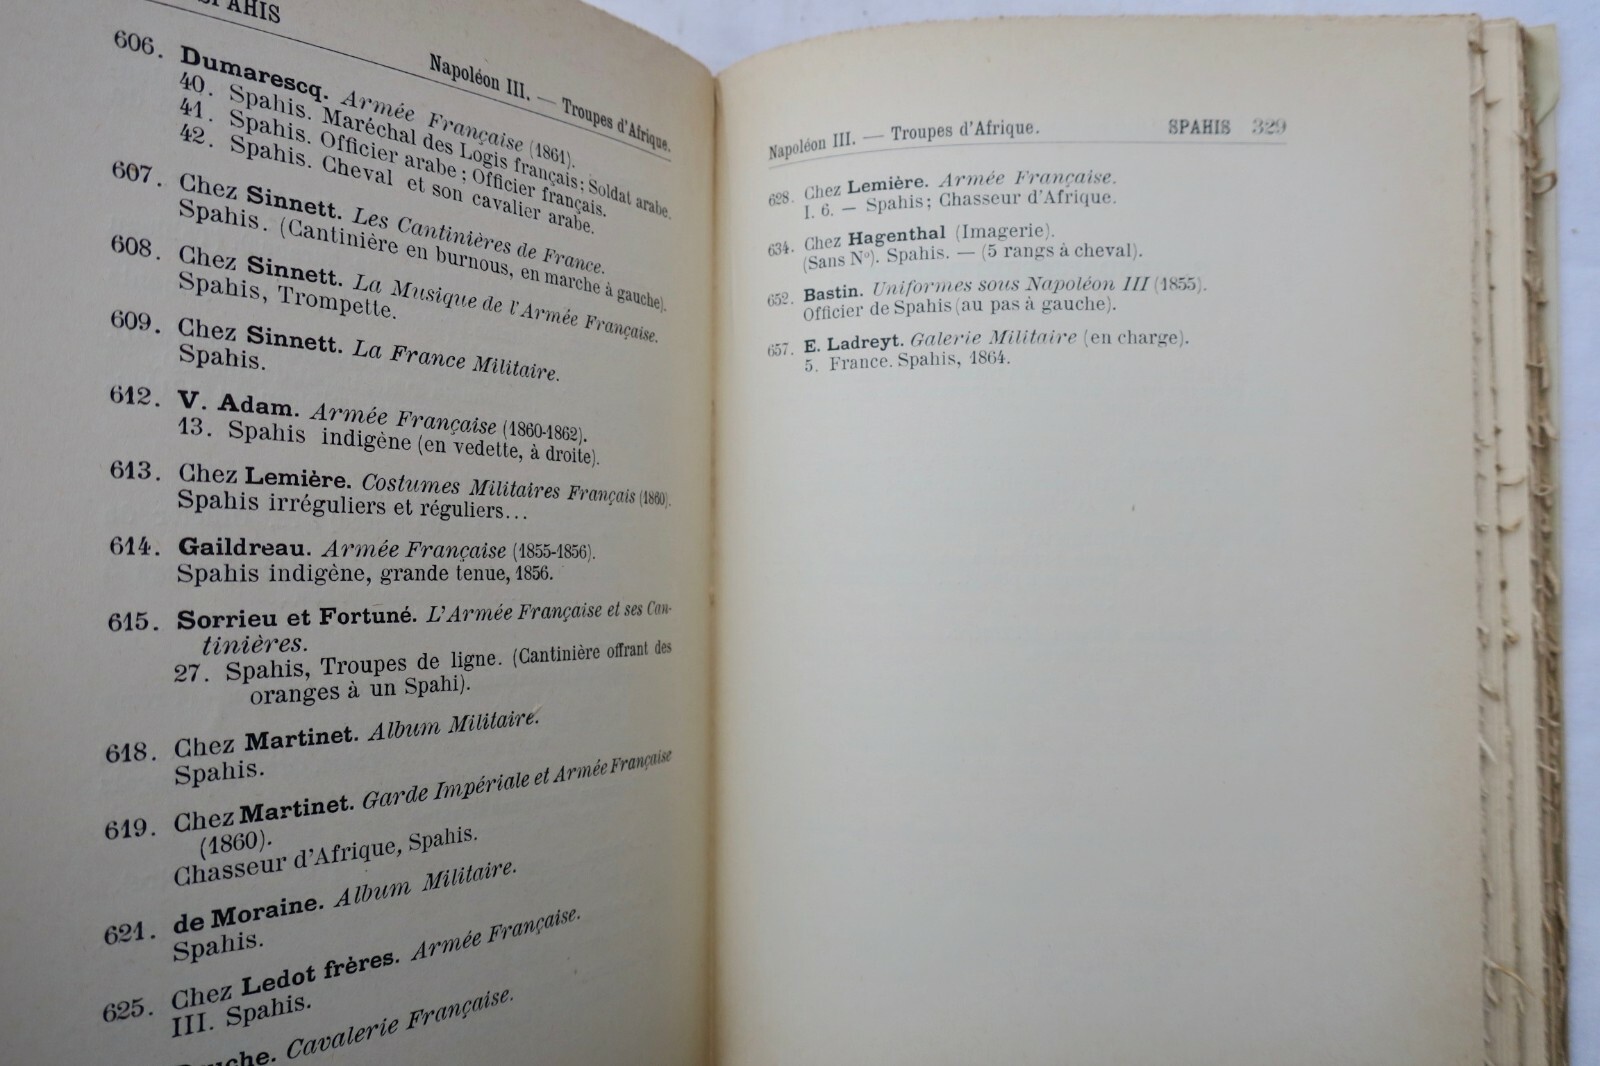 SPAHIS
Napoléon III. — Troupes d'Afrique.
606. Dumarescq. Armée Française (1861).
40. Spahis. Maréchal des Logis français; Soldat arabe.
41. Spahis. Officier arabe; Officier français.
42. Spahis. Cheval et son cavalier arabe.
607. Chez Sinnett. Les Cantinières de France.
Spahis. (Cantinière en burnous, en marche à gauche).
608. Chez Sinnett. La Musique de l'Armée Française.
Spahis, Trompette.
609. Chez Sinnett. La France Militaire.
Spahis.
612. V. Adam. Armée Française (1860-1862).
13. Spahis indigène (en vedette, à droite).
613. Chez Lemière. Costumes Militaires Français (1860).
Spahis irréguliers et réguliers...
614. Gaildreau. Armée Française (1855-1856).
Spahis indigène, grande tenue, 1856.
615. Sorrieu et Fortuné. L'Armée Française et ses Can-
tinières.
27. Spahis, Troupes de ligne. (Cantinière offrant des
oranges à un Spahi).
618. Chez Martinet. Album Militaire.
Spahis.
619. Chez Martinet. Garde Impériale et Armée Française
(1860).
Chasseur d'Afrique, Spahis.
621. de Moraine. Album Militaire.
Spahis.
625. Chez Ledot frères. Armée Française.
III. Spahis.
Cavalerie Française.
Napoléon III. — Troupes d'Afrique. SPAHIS 329
628. Chez Lemière. Armée Française.
I. 6. — Spahis; Chasseur d'Afrique.
634. Chez Hagenthal (Imagerie).
(Sans Nº). Spahis. — (5 rangs à cheval).
652. Bastin. Uniformes sous Napoléon III (1855).
Officier de Spahis (au pas à gauche).
657. E. Ladreyt. Galerie Militaire (en charge).
5. France. Spahis, 1864.